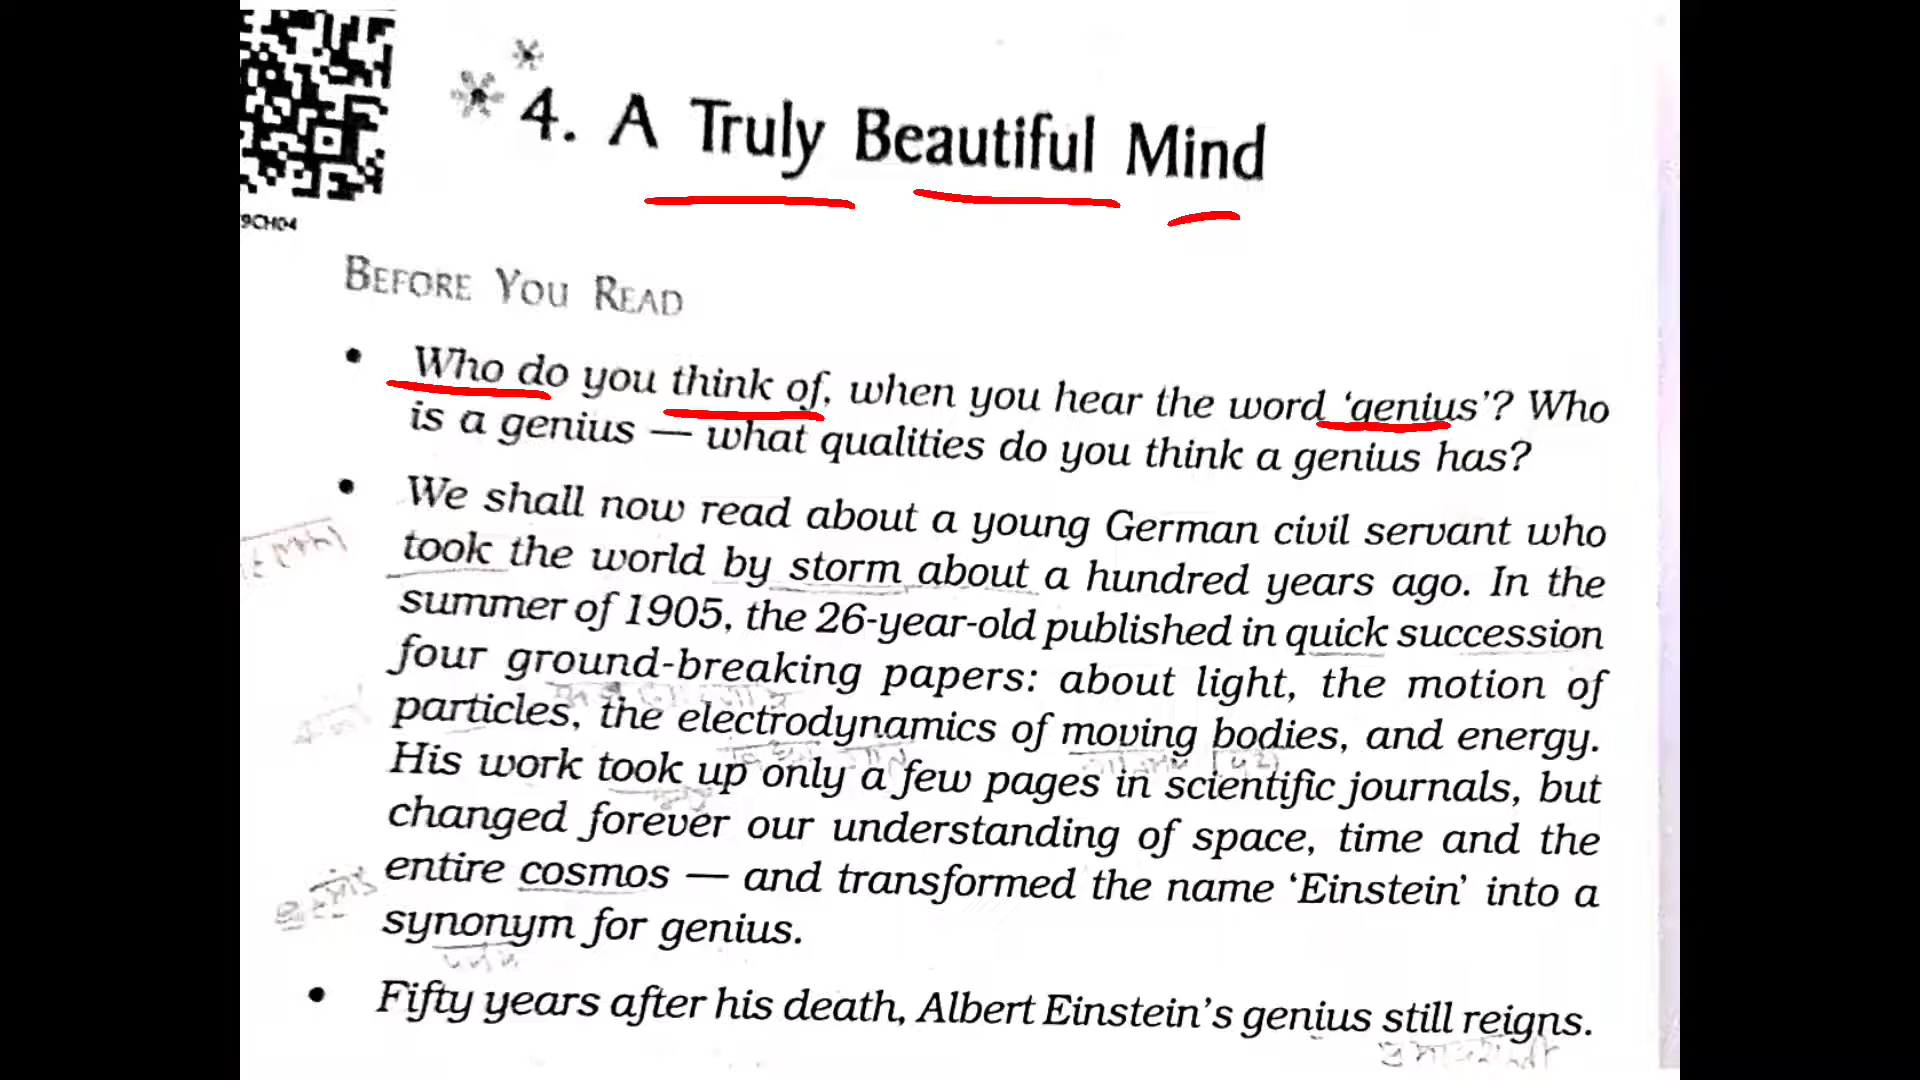 4. A Truly Beautiful Mind
9CH04
BEFORE YOU READ
• Who do you think of, when you hear the word 'genius'? Who
is a genius — what qualities do you think a genius has?
• We shall now read about a young German civil servant who
took the world by storm about a hundred years ago. In the
summer of 1905, the 26-year-old published in quick succession
four ground-breaking papers: about light, the motion of
particles, the electrodynamics of moving bodies, and energy.
His work took up only a few pages in scientific journals, but
changed forever our understanding of space, time and the
entire cosmos — and transformed the name 'Einstein' into a
synonym for genius.
• Fifty years after his death, Albert Einstein's genius still reigns.